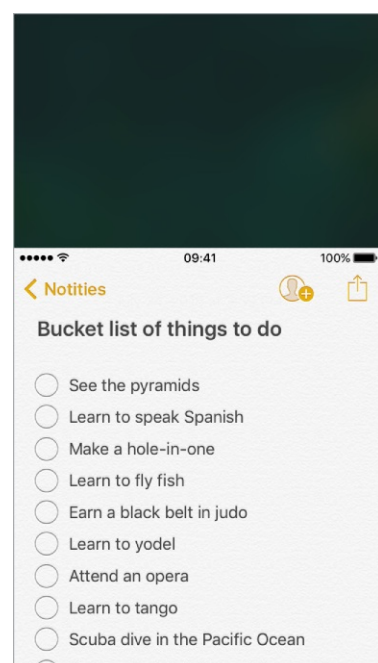 09:41 100%
Notities
Bucket list of things to do
See the pyramids
Learn to speak Spanish
Make a hole-in-one
Learn to fly fish
Earn a black belt in judo
Learn to yodel
Attend an opera
Learn to tango
Scuba dive in the Pacific Ocean